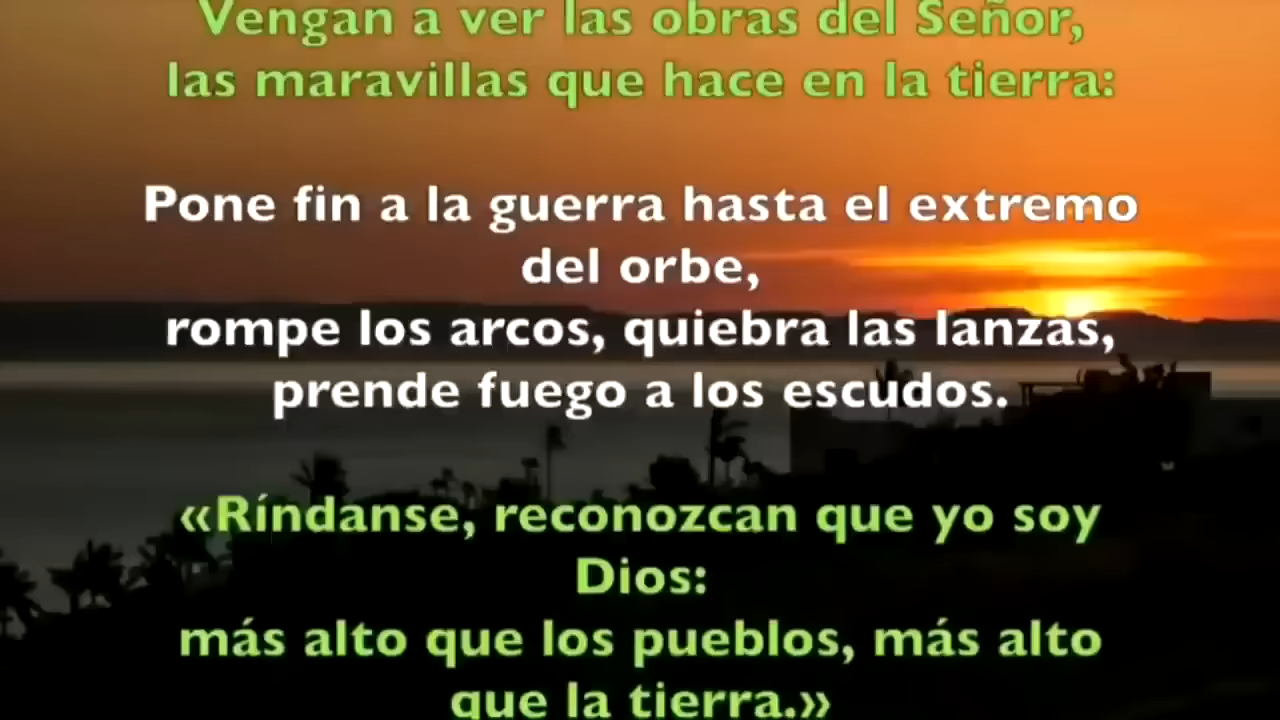 Vengan a ver las obras del Señor,
las maravillas que hace en la tierra:
Pone fin a la guerra hasta el extremo
del orbe,
rompe los arcos, quiebra las lanzas,
prende fuego a los escudos.
«Ríndanse, reconozcan que yo soy
Dios:
más alto que los pueblos, más alto
que la tierra.»